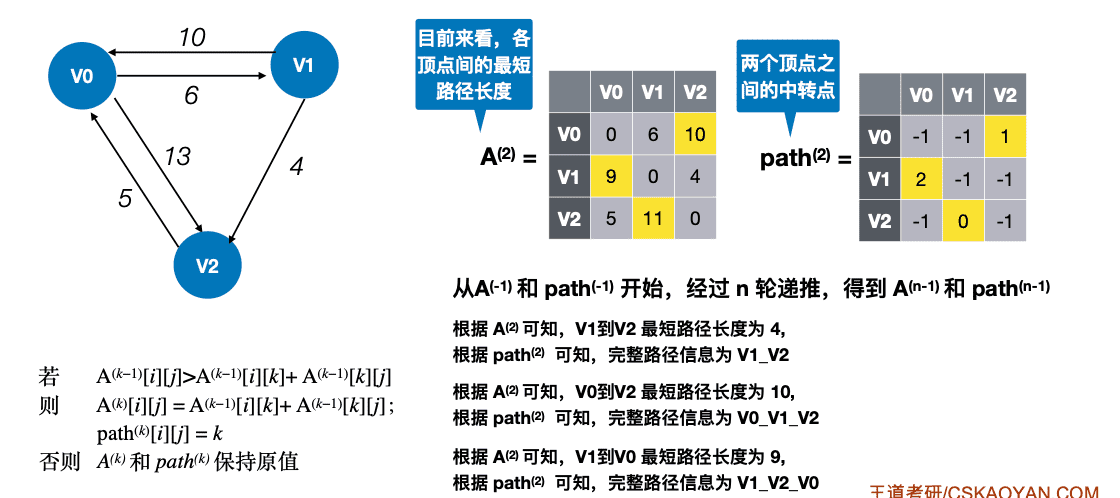 10
V0
V1
6
13
4
5
V2
目前来看，各
顶点间的最短
路径长度
A(2) =
V0 V1 V2
V0 0 6 10
V1 9 0 4
V2 5 11 0
两个顶点之
间的中转点
path(2) =
V0 V1 V2
V0 -1 -1 1
V1 2 -1 -1
V2 -1 0 -1
从A(-1) 和 path(-1) 开始，经过 n 轮递推，得到 A(n-1) 和 path(n-1)
根据 A(2) 可知，V1到V2 最短路径长度为 4,
根据 path(2) 可知，完整路径信息为 V1_V2
根据 A(2) 可知，V0到V2 最短路径长度为 10,
根据 path(2) 可知，完整路径信息为 V0_V1_V2
根据 A(2) 可知，V1到V0 最短路径长度为 9,
根据 path(2) 可知，完整路径信息为 V1_V2_V0
若 A(k−1)[i][j]>A(k−1)[i][k]+ A(k−1)[k][j]
则 A(k)[i][j] = A(k−1)[i][k]+ A(k−1)[k][j] ;
path(k)[i][j] = k
否则 A(k) 和 path(k) 保持原值
王道考研/CSKAOYAN.COM